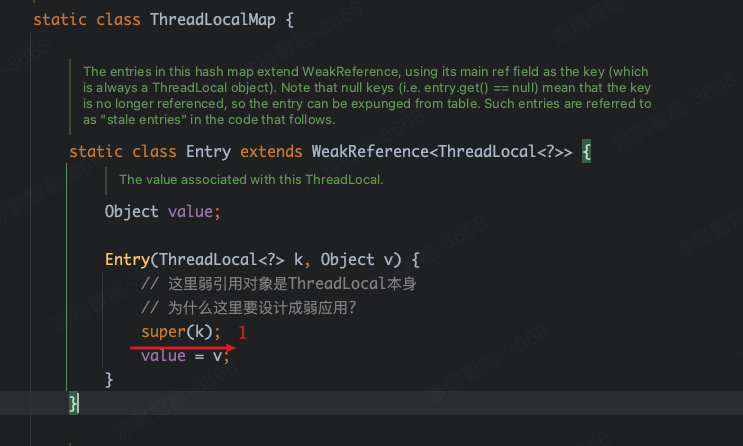 static class ThreadLocalMap {
The entries in this hash map extend WeakReference, using its main ref field as the key (which
is always a ThreadLocal object). Note that null keys (i.e. entry.get() == null) mean that the key
is no longer referenced, so the entry can be expunged from table. Such entries are referred to
as "stale entries" in the code that follows.
static class Entry extends WeakReference<ThreadLocal<?>> {
The value associated with this ThreadLocal.
Object value;
Entry(ThreadLocal<?> k, Object v) {
// 这里弱引用对象是ThreadLocal本身
// 为什么这里要设计成弱应用?
super(k); 1
value = v;
}
}